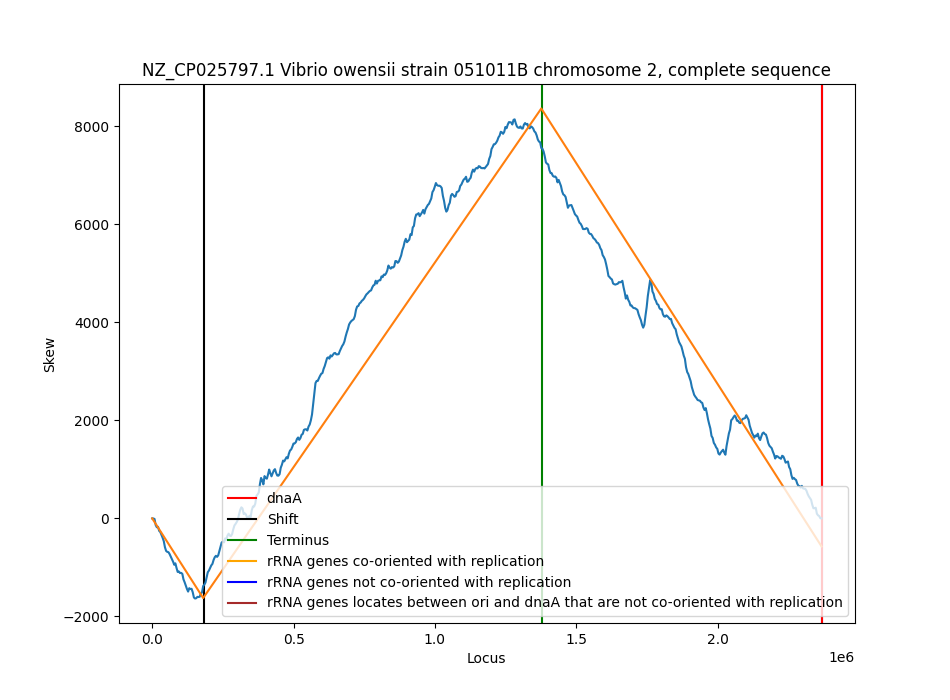 NZ_CP025797.1 Vibrio owensii strain 051011B chromosome 2, complete sequence
8000
6000
4000
2000
0
−2000
Skew
dnaA
Shift
Terminus
rRNA genes co-oriented with replication
rRNA genes not co-oriented with replication
rRNA genes locates between ori and dnaA that are not co-oriented with replication
0.0 0.5 1.0 1.5 2.0
1e6
Locus